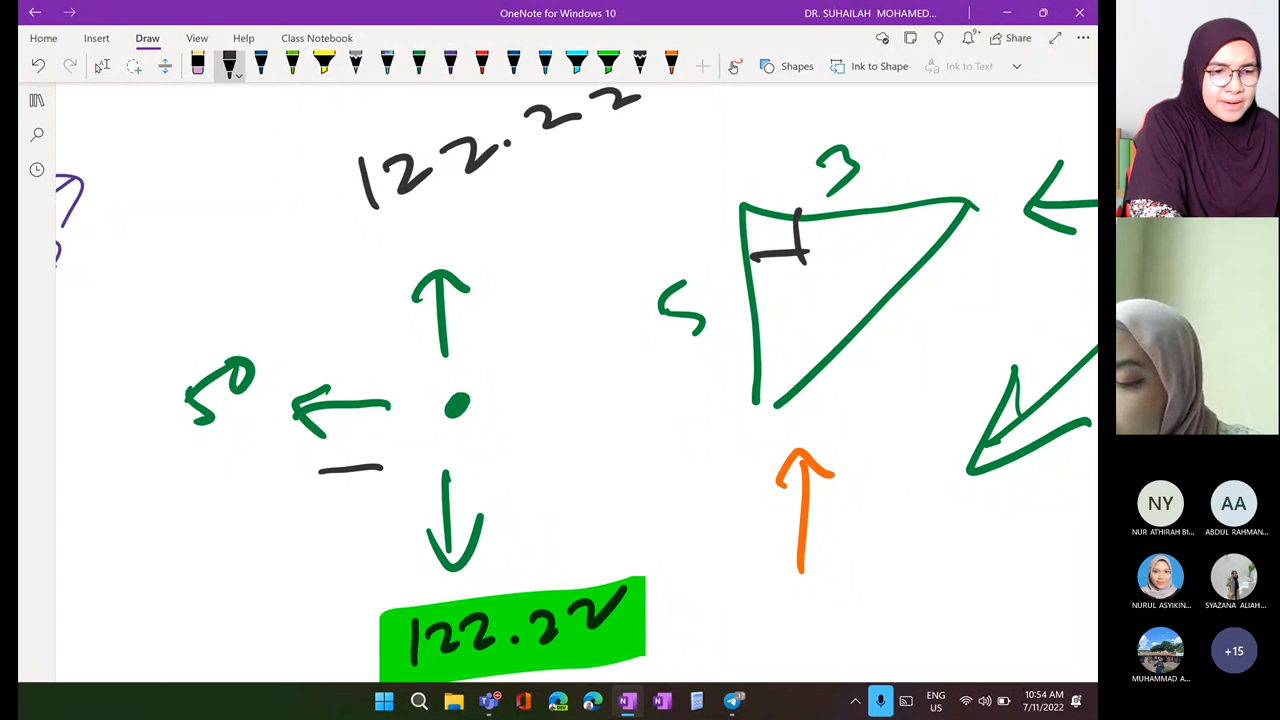 OneNote for Windows 10
DR. SUHAILAH MOHAMED...
Home
Insert
Draw
View
Help
Class Notebook
9+
Share
Shapes
Ink to Shape
Ink to Text
122.22
3
5
50
122.22
NY
AA
NUR ATHIRAH BI...
ABDUL RAHMAN...
NURUL ASYIKIN...
SYAZANA ALIAH...
+15
MUHAMMAD A...
ENG
US
10:54 AM
7/11/2022